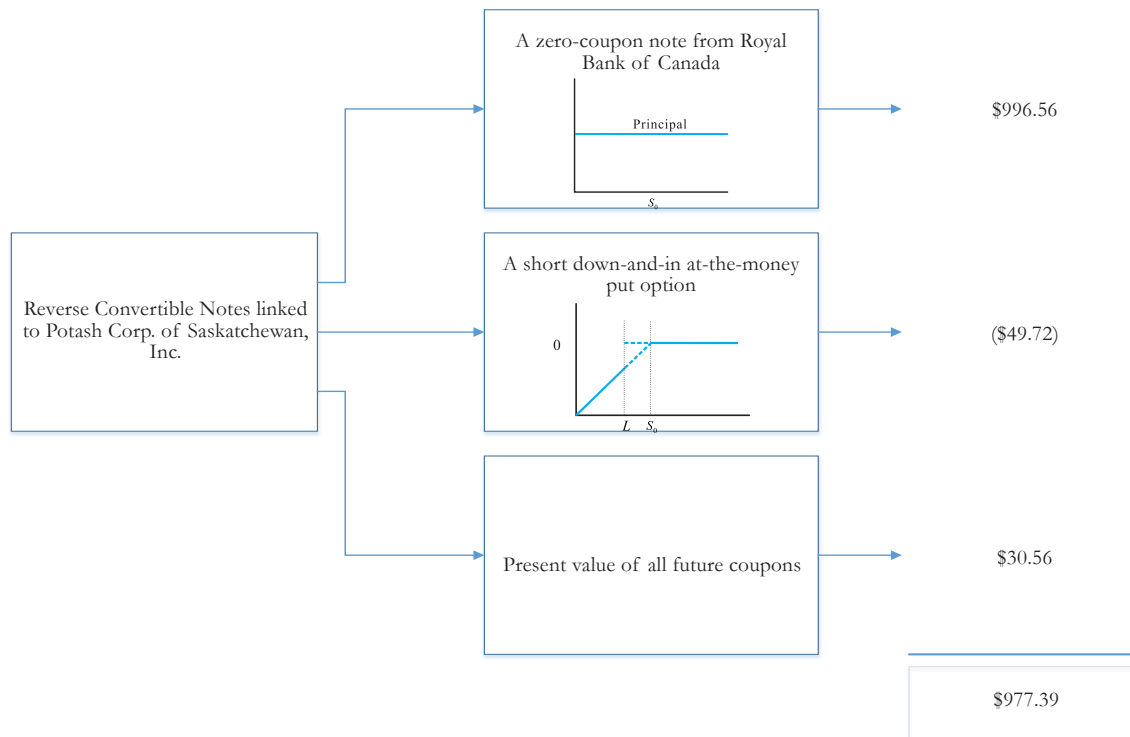 A zero-coupon note from Royal
Bank of Canada
Principal
S₀
$996.56
Reverse Convertible Notes linked
to Potash Corp. of Saskatchewan,
Inc.
A short down-and-in at-the-money
put option
0
L S₀
($49.72)
Present value of all future coupons
$30.56
$977.39